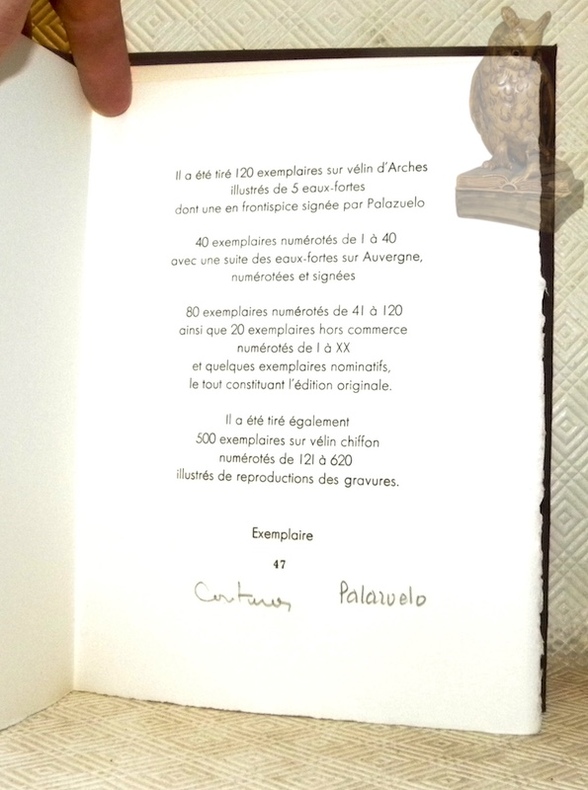 Il a été tiré 120 exemplaires sur vélin d'Arches
illustrés de 5 eaux-fortes
dont une en frontispice signée par Palazuelo
40 exemplaires numérotés de 1 à 40
avec une suite des eaux-fortes sur Auvergne,
numérotées et signées
80 exemplaires numérotés de 41 à 120
ainsi que 20 exemplaires hors commerce
numérotés de I à XX
et quelques exemplaires nominatifs,
le tout constituant l'édition originale.
Il a été tiré également
500 exemplaires sur vélin chiffon
numérotés de 121 à 620
illustrés de reproductions des gravures.
Exemplaire
47
Palazuelo